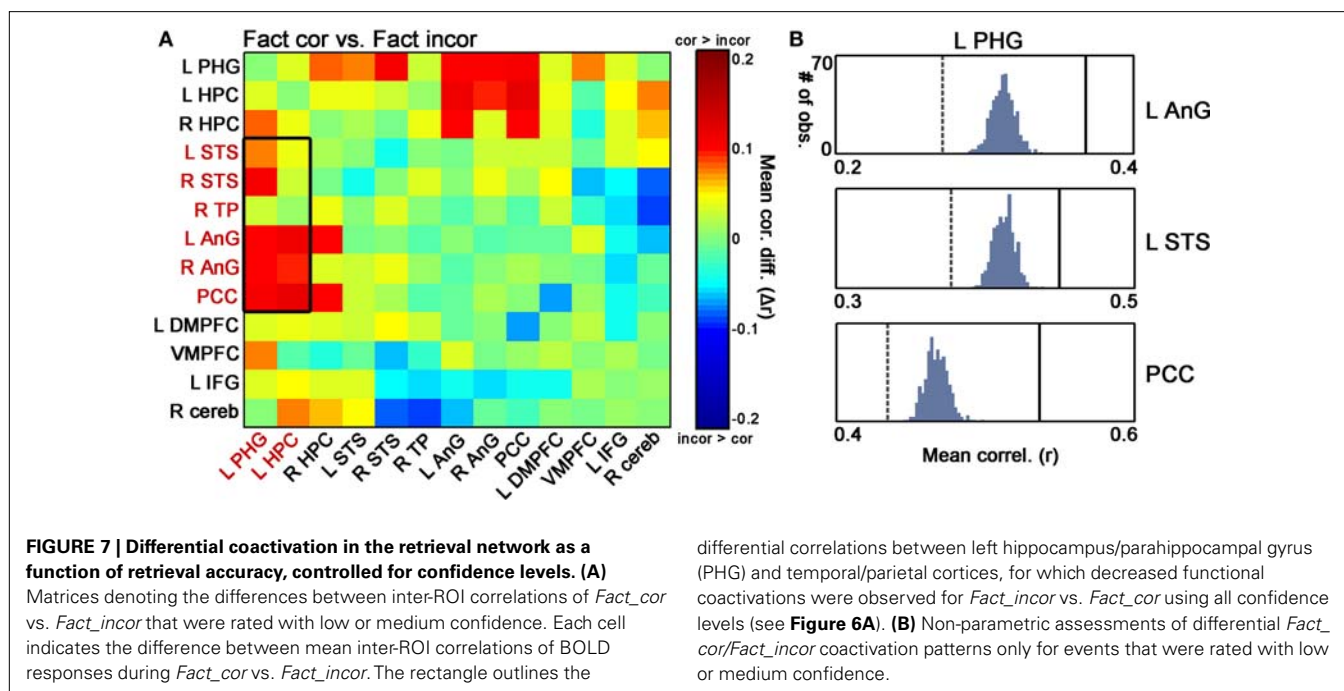 A
Fact cor vs. Fact incor
cor > incor
L PHG
L HPC
R HPC
L STS
R STS
R TP
L AnG
R AnG
PCC
L DMPFC
VMPFC
L IFG
R cereb
L PHG
L HPC
R HPC
L STS
R STS
R TP
L AnG
R AnG
PCC
L DMPFC
VMPFC
L IFG
R cereb
0.2
0.1
0
-0.1
-0.2
Mean cor. diff. (Δr)
incor > cor
B
L PHG
70
# of obs.
0
0.2
0.4
L AnG
0.3
0.5
L STS
0.4
0.6
PCC
Mean correl. (r)
FIGURE 7 | Differential coactivation in the retrieval network as a
function of retrieval accuracy, controlled for confidence levels. (A)
Matrices denoting the differences between inter-ROI correlations of Fact_cor
vs. Fact_incor that were rated with low or medium confidence. Each cell
indicates the difference between mean inter-ROI correlations of BOLD
responses during Fact_cor vs. Fact_incor. The rectangle outlines the
differential correlations between left hippocampus/parahippocampal gyrus
(PHG) and temporal/parietal cortices, for which decreased functional
coactivations were observed for Fact_incor vs. Fact_cor using all confidence
levels (see Figure 6A). (B) Non-parametric assessments of differential Fact_
cor/Fact_incor coactivation patterns only for events that were rated with low
or medium confidence.